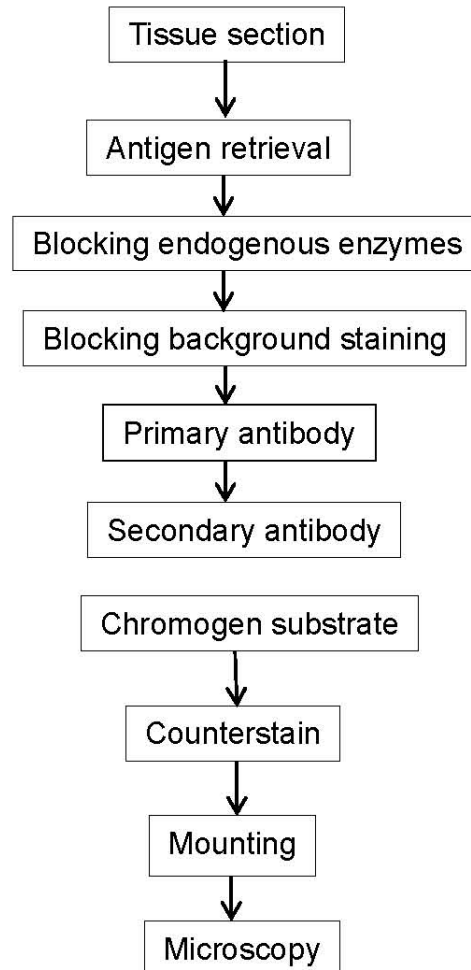 Tissue section
Antigen retrieval
Blocking endogenous enzymes
Blocking background staining
Primary antibody
Secondary antibody
Chromogen substrate
Counterstain
Mounting
Microscopy